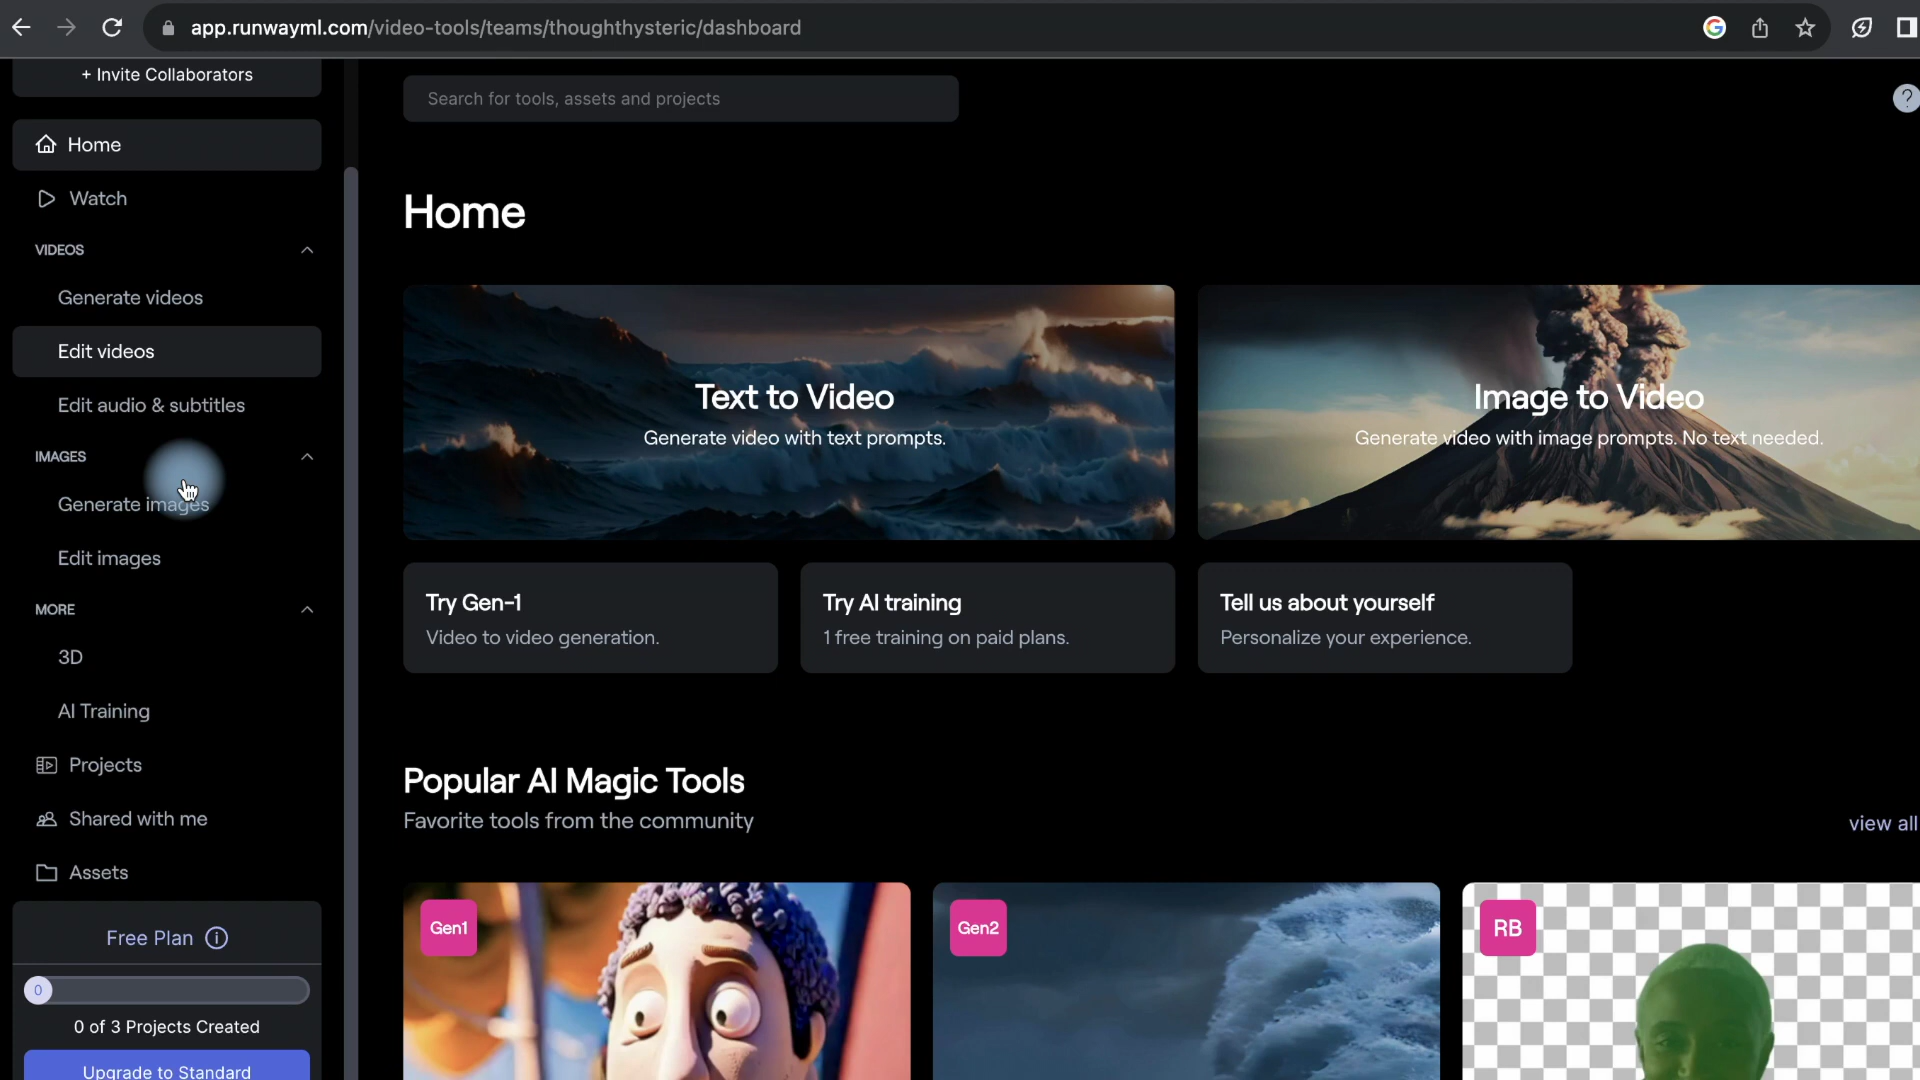 app.runwayml.com/video-tools/teams/thoughthysteric/dashboard
+ Invite Collaborators
Search for tools, assets and projects
?
Home
Watch
VIDEOS
Generate videos
Edit videos
Edit audio & subtitles
IMAGES
Generate images
Edit images
MORE
3D
AI Training
Projects
Shared with me
Assets
Free Plan
0
0 of 3 Projects Created
Upgrade to Standard
Home
Text to Video
Generate video with text prompts.
Image to Video
Generate video with image prompts. No text needed.
Try Gen-1
Video to video generation.
Try AI training
1 free training on paid plans.
Tell us about yourself
Personalize your experience.
Popular AI Magic Tools
Favorite tools from the community
view all
Gen1
Gen2
RB